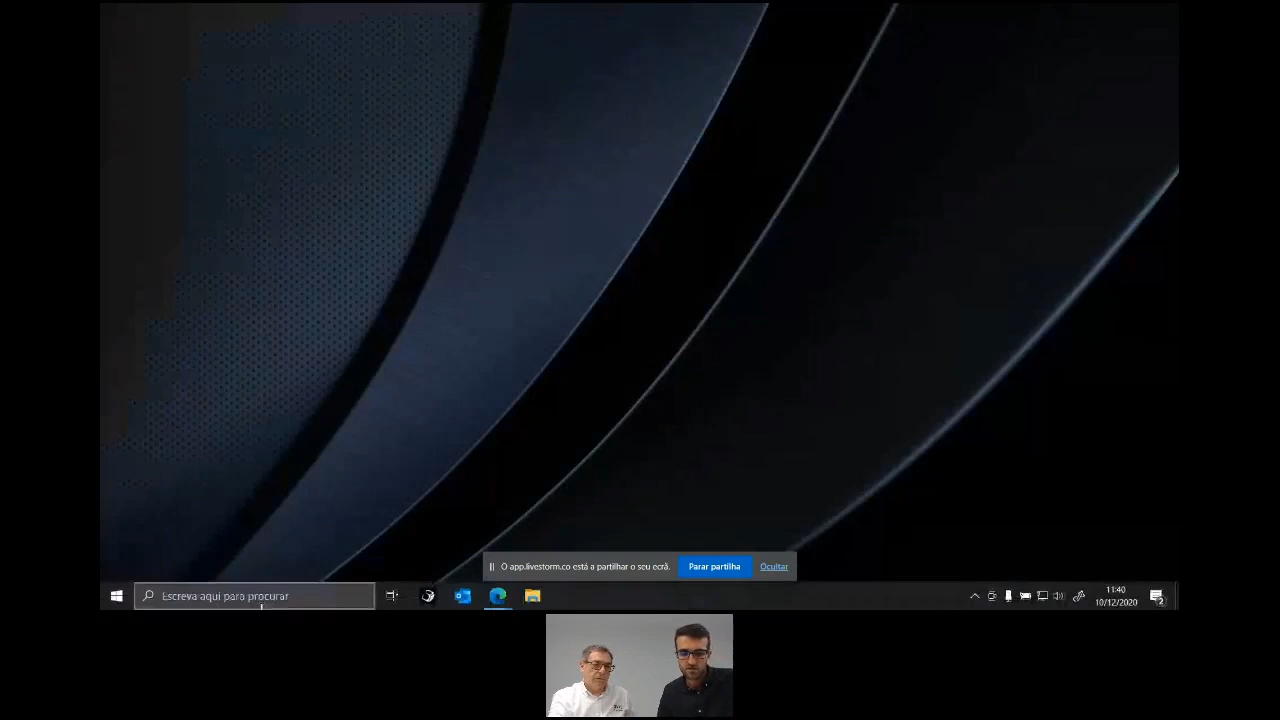 O app.livestorm.co está a partilhar o seu ecrã.
Parar partilha
Ocultar
Escreva aqui para procurar
11:40
10/12/2020
2